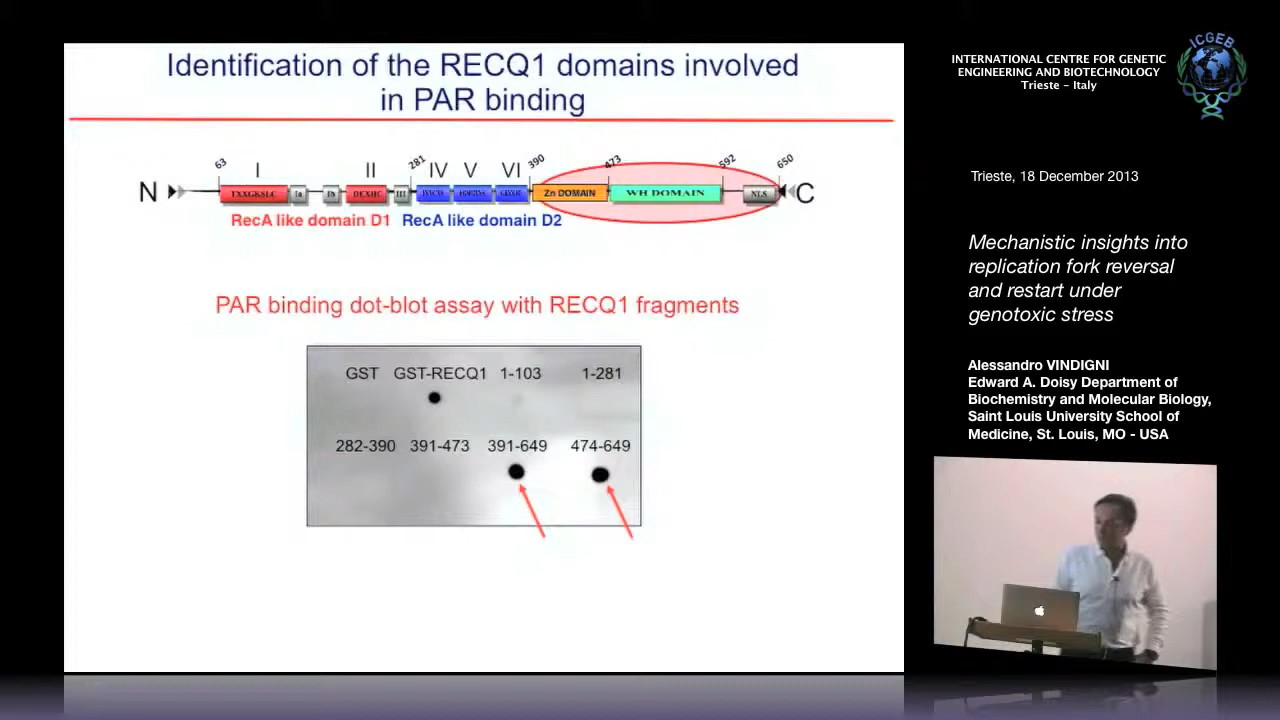 Identification of the RECQ1 domains involved
in PAR binding
63
281
390
473
592
650
I
II
IV
V
VI
N
Ia
Ib
III
Zn DOMAIN
WH DOMAIN
NLS
C
RecA like domain D1
RecA like domain D2
PAR binding dot-blot assay with RECQ1 fragments
GST
GST-RECQ1
1-103
1-281
282-390
391-473
391-649
474-649
INTERNATIONAL CENTRE FOR GENETIC
ENGINEERING AND BIOTECHNOLOGY
Trieste - Italy
ICGEB
Trieste, 18 December 2013
Mechanistic insights into
replication fork reversal
and restart under
genotoxic stress
Alessandro VINDIGNI
Edward A. Doisy Department of
Biochemistry and Molecular Biology,
Saint Louis University School of
Medicine, St. Louis, MO - USA